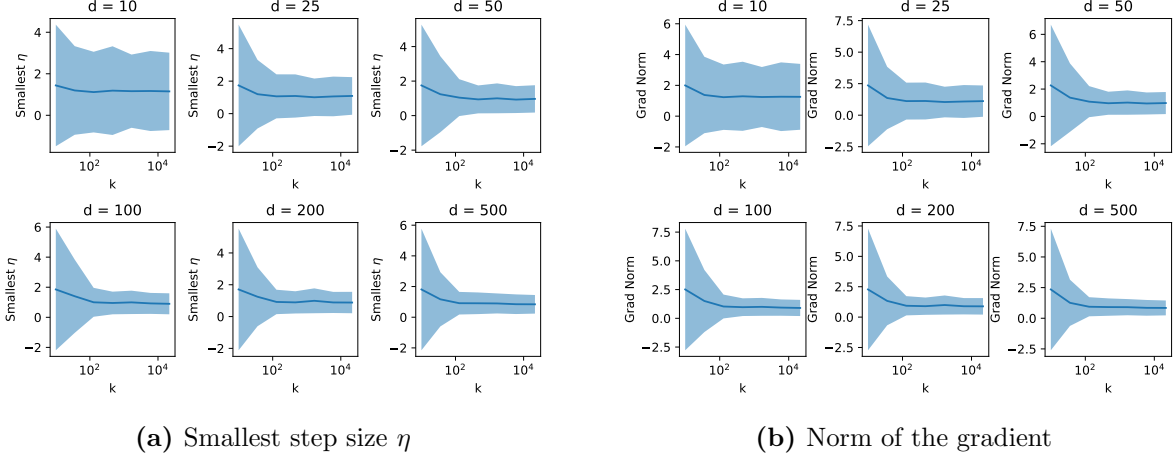 d = 10
d = 25
d = 50
Smallest η
4
2
0
10²
10⁴
k
Smallest η
4
2
0
−2
10²
10⁴
k
Smallest η
4
2
0
−2
10²
10⁴
k
d = 100
d = 200
d = 500
Smallest η
6
4
2
0
−2
10²
10⁴
k
Smallest η
4
2
0
−2
10²
10⁴
k
Smallest η
4
2
0
−2
10²
10⁴
k
(a) Smallest step size η
d = 10
d = 25
d = 50
Grad Norm
6
4
2
0
−2
10²
10⁴
k
Grad Norm
7.5
5.0
2.5
0.0
−2.5
10²
10⁴
k
Grad Norm
6
4
2
0
−2
10²
10⁴
k
d = 100
d = 200
d = 500
Grad Norm
7.5
5.0
2.5
0.0
−2.5
10²
10⁴
k
Grad Norm
7.5
5.0
2.5
0.0
−2.5
10²
10⁴
k
Grad Norm
7.5
5.0
2.5
0.0
−2.5
10²
10⁴
k
(b) Norm of the gradient